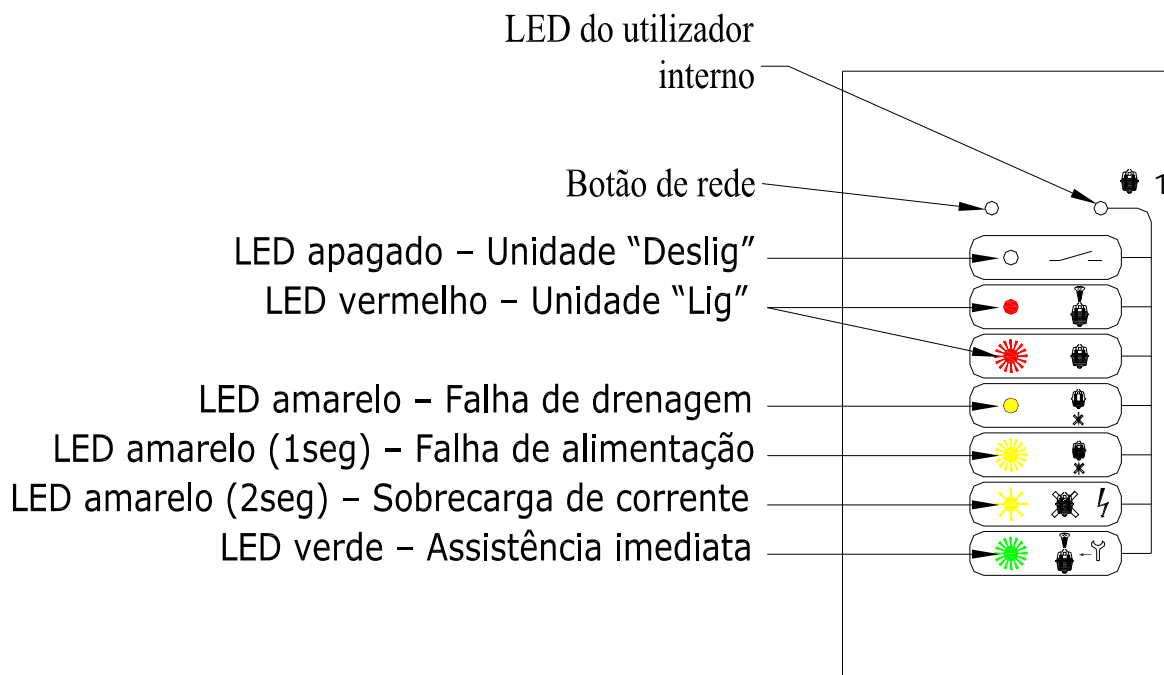 LED do utilizador
interno
1
Botão de rede
LED apagado – Unidade “Deslig”
LED vermelho – Unidade “Lig”
LED amarelo – Falha de drenagem
LED amarelo (1seg) – Falha de alimentação
LED amarelo (2seg) – Sobrecarga de corrente
LED verde – Assistência imediata